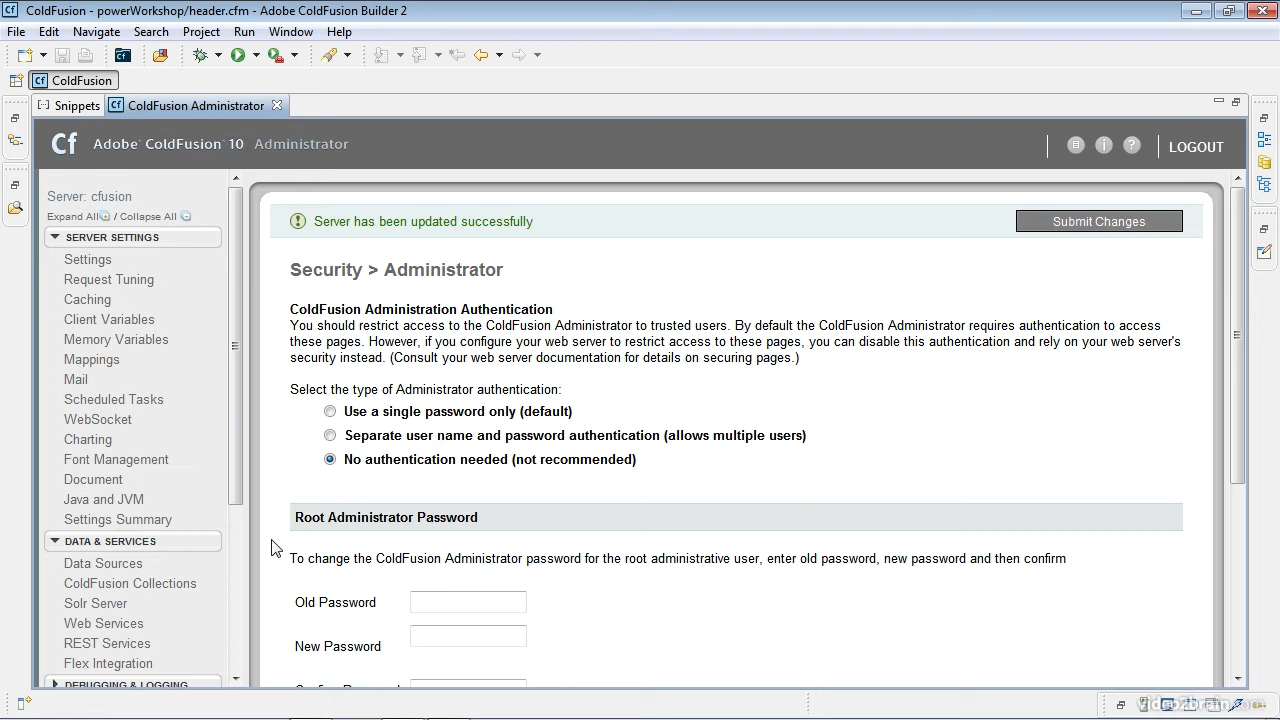 ColdFusion - powerWorkshop/header.cfm - Adobe ColdFusion Builder 2
File Edit Navigate Search Project Run Window Help
Cf ColdFusion
Snippets Cf ColdFusion Administrator
Cf Adobe ColdFusion 10 Administrator LOGOUT
Server: cfusion
Expand All / Collapse All
SERVER SETTINGS
Settings
Request Tuning
Caching
Client Variables
Memory Variables
Mappings
Mail
Scheduled Tasks
WebSocket
Charting
Font Management
Document
Java and JVM
Settings Summary
DATA & SERVICES
Data Sources
ColdFusion Collections
Solr Server
Web Services
REST Services
Flex Integration
DEBUGGING & LOGGING
Server has been updated successfully
Submit Changes
Security > Administrator
ColdFusion Administration Authentication
You should restrict access to the ColdFusion Administrator to trusted users. By default the ColdFusion Administrator requires authentication to access
these pages. However, if you configure your web server to restrict access to these pages, you can disable this authentication and rely on your web server's
security instead. (Consult your web server documentation for details on securing pages.)
Select the type of Administrator authentication:
Use a single password only (default)
Separate user name and password authentication (allows multiple users)
No authentication needed (not recommended)
Root Administrator Password
To change the ColdFusion Administrator password for the root administrative user, enter old password, new password and then confirm
Old Password
New Password
Confirm Password
video2brain.com